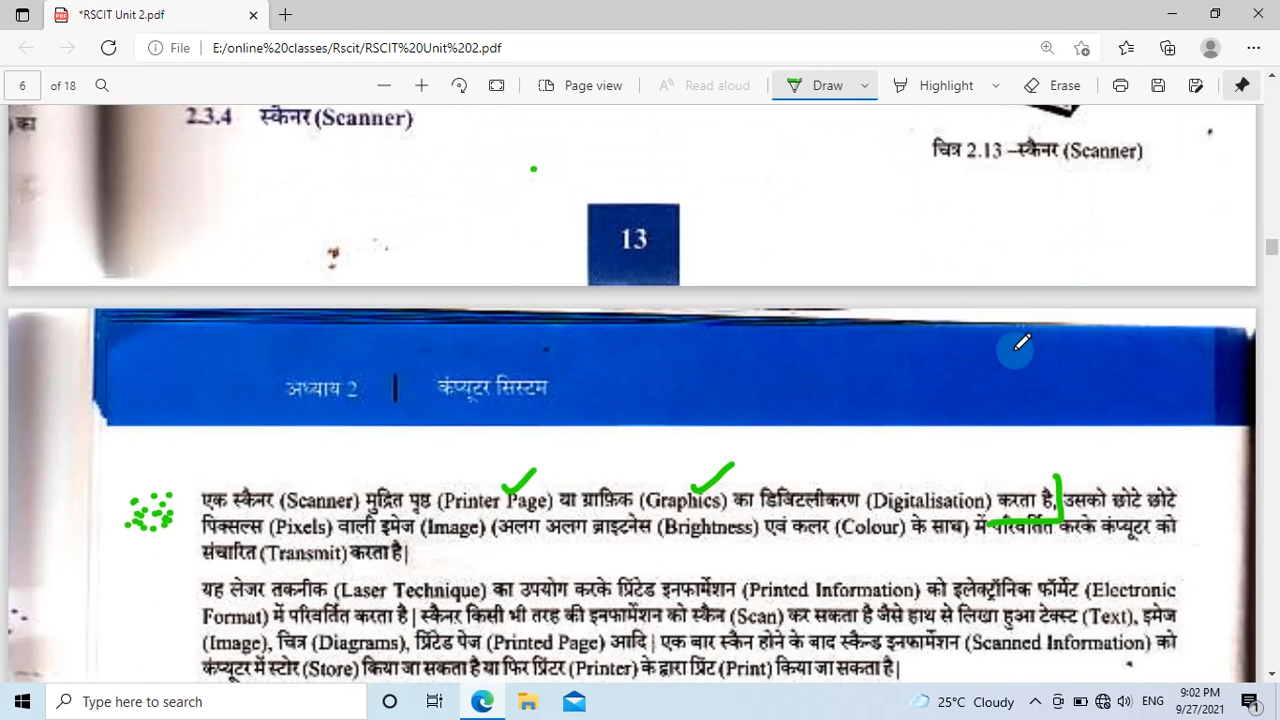 *RSCIT Unit 2.pdf
File E:/online%20classes/Rscit/RSCIT%20Unit%202.pdf
6 of 18 Page view Read aloud Draw Highlight Erase
)का
2.3.4 स्कैनर (Scanner)
चित्र 2.13 –स्कैनर (Scanner)
13
अध्याय 2 | कंप्यूटर सिस्टम
एक स्कैनर (Scanner) मुद्रित पृष्ठ (Printer Page) या ग्राफ़िक (Graphics) का डिजिटलीकरण (Digitalisation) करता है, उसको छोटे छोटे
पिक्सल्स (Pixels) वाली इमेज (Image) (अलग अलग ब्राइटनेस (Brightness) एवं कलर (Colour) के साथ) में परिवर्तित करके कंप्यूटर को
संचारित (Transmit) करता है|
यह लेजर तकनीक (Laser Technique) का उपयोग करके प्रिंटेड इनफार्मेशन (Printed Information) को इलेक्ट्रॉनिक फॉर्मेट (Electronic
Format) में परिवर्तित करता है | स्कैनर किसी भी तरह की इनफार्मेशन को स्कैन (Scan) कर सकता है जैसे हाथ से लिखा हुआ टेक्स्ट (Text), इमेज
(Image), चित्र (Diagrams), प्रिंटेड पेज (Printed Page) आदि | एक बार स्कैन होने के बाद स्कैन्ड इनफार्मेशन (Scanned Information) को
कंप्यूटर में स्टोर (Store) किया जा सकता है या फिर प्रिंटर (Printer) के द्वारा प्रिंट (Print) किया जा सकता है|
Type here to search 25°C Cloudy ENG 9:02 PM
9/27/2021 1